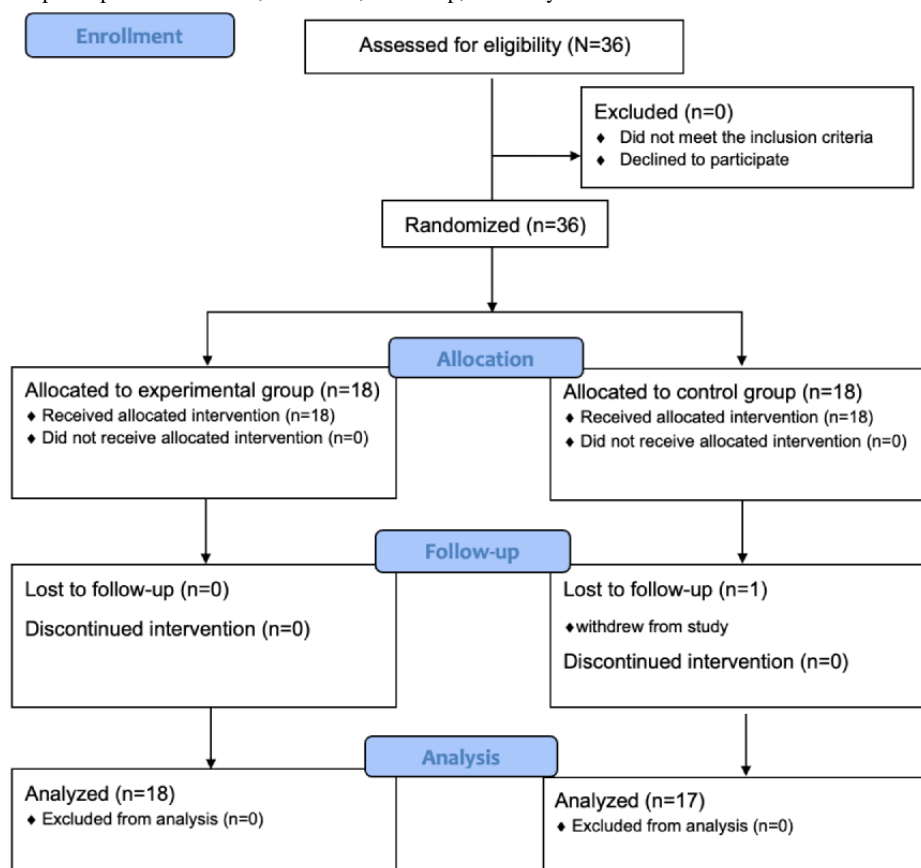 Enrollment
Assessed for eligibility (N=36)
Excluded (n=0)
♦ Did not meet the inclusion criteria
♦ Declined to participate
Randomized (n=36)
Allocation
Allocated to experimental group (n=18)
♦ Received allocated intervention (n=18)
♦ Did not receive allocated intervention (n=0)
Allocated to control group (n=18)
♦ Received allocated intervention (n=18)
♦ Did not receive allocated intervention (n=0)
Follow-up
Lost to follow-up (n=0)
Discontinued intervention (n=0)
Lost to follow-up (n=1)
♦withdrew from study
Discontinued intervention (n=0)
Analysis
Analyzed (n=18)
♦ Excluded from analysis (n=0)
Analyzed (n=17)
♦ Excluded from analysis (n=0)